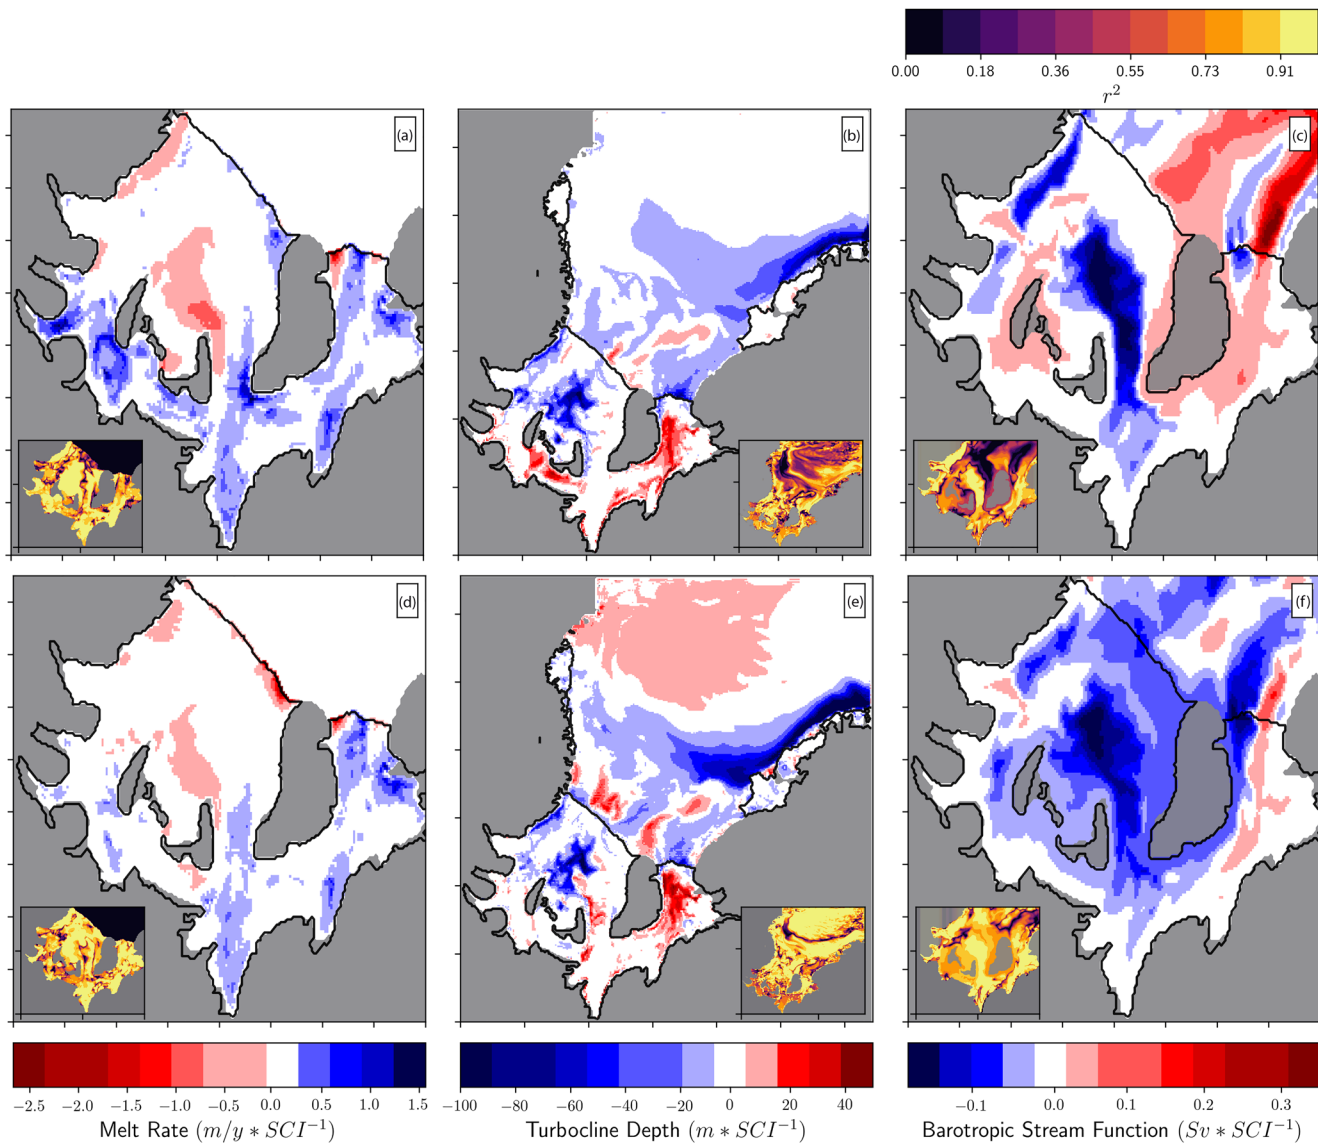 0.00 0.18 0.36 0.55 0.73 0.91
r²
(a) (b) (c)
(d) (e) (f)
−2.5 −2.0 −1.5 −1.0 −0.5 0.0 0.5 1.0 1.5
Melt Rate (m/y ∗ SCI⁻¹)
−100 −80 −60 −40 −20 0 20 40
Turbocline Depth (m ∗ SCI⁻¹)
−0.1 0.0 0.1 0.2 0.3
Barotropic Stream Function (Sv ∗ SCI⁻¹)